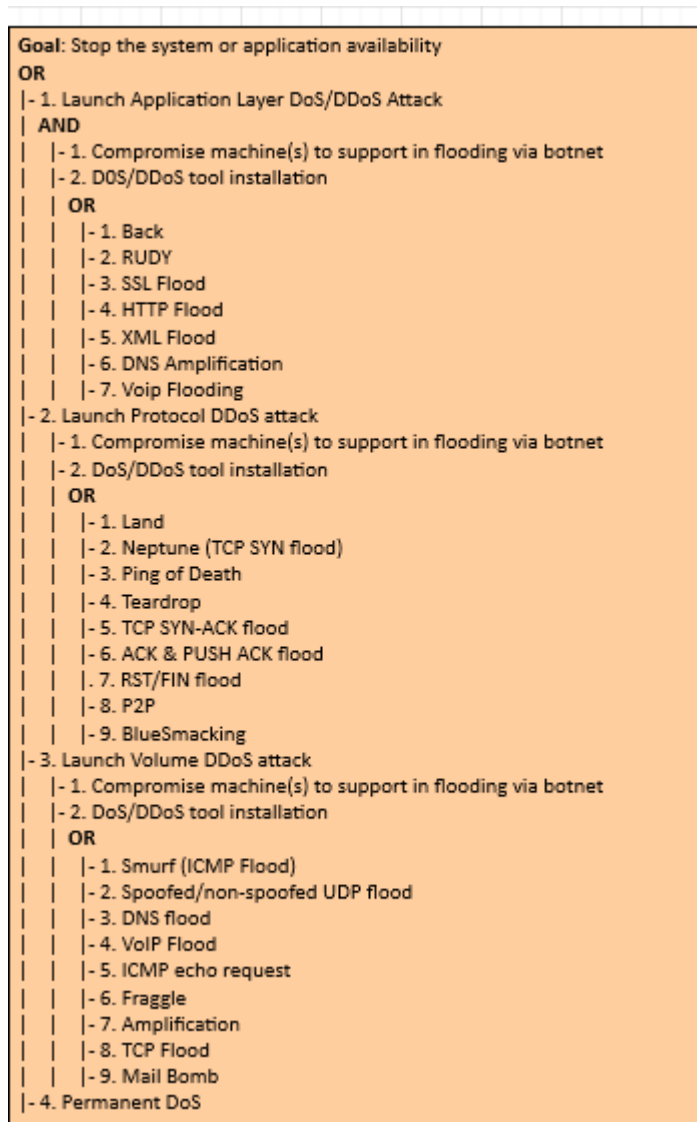 Goal: Stop the system or application availability
OR
|- 1. Launch Application Layer DoS/DDoS Attack
| AND
| |- 1. Compromise machine(s) to support in flooding via botnet
| |- 2. D0S/DDoS tool installation
| | OR
| | |- 1. Back
| | |- 2. RUDY
| | |- 3. SSL Flood
| | |- 4. HTTP Flood
| | |- 5. XML Flood
| | |- 6. DNS Amplification
| | |- 7. Voip Flooding
|- 2. Launch Protocol DDoS attack
| |- 1. Compromise machine(s) to support in flooding via botnet
| |- 2. DoS/DDoS tool installation
| | OR
| | |- 1. Land
| | |- 2. Neptune (TCP SYN flood)
| | |- 3. Ping of Death
| | |- 4. Teardrop
| | |- 5. TCP SYN-ACK flood
| | |- 6. ACK & PUSH ACK flood
| | |. 7. RST/FIN flood
| | |- 8. P2P
| | |- 9. BlueSmacking
|- 3. Launch Volume DDoS attack
| |- 1. Compromise machine(s) to support in flooding via botnet
| |- 2. DoS/DDoS tool installation
| | OR
| | |- 1. Smurf (ICMP Flood)
| | |- 2. Spoofed/non-spoofed UDP flood
| | |- 3. DNS flood
| | |- 4. VoIP Flood
| | |- 5. ICMP echo request
| | |- 6. Fraggle
| | |- 7. Amplification
| | |- 8. TCP Flood
| | |- 9. Mail Bomb
|- 4. Permanent DoS